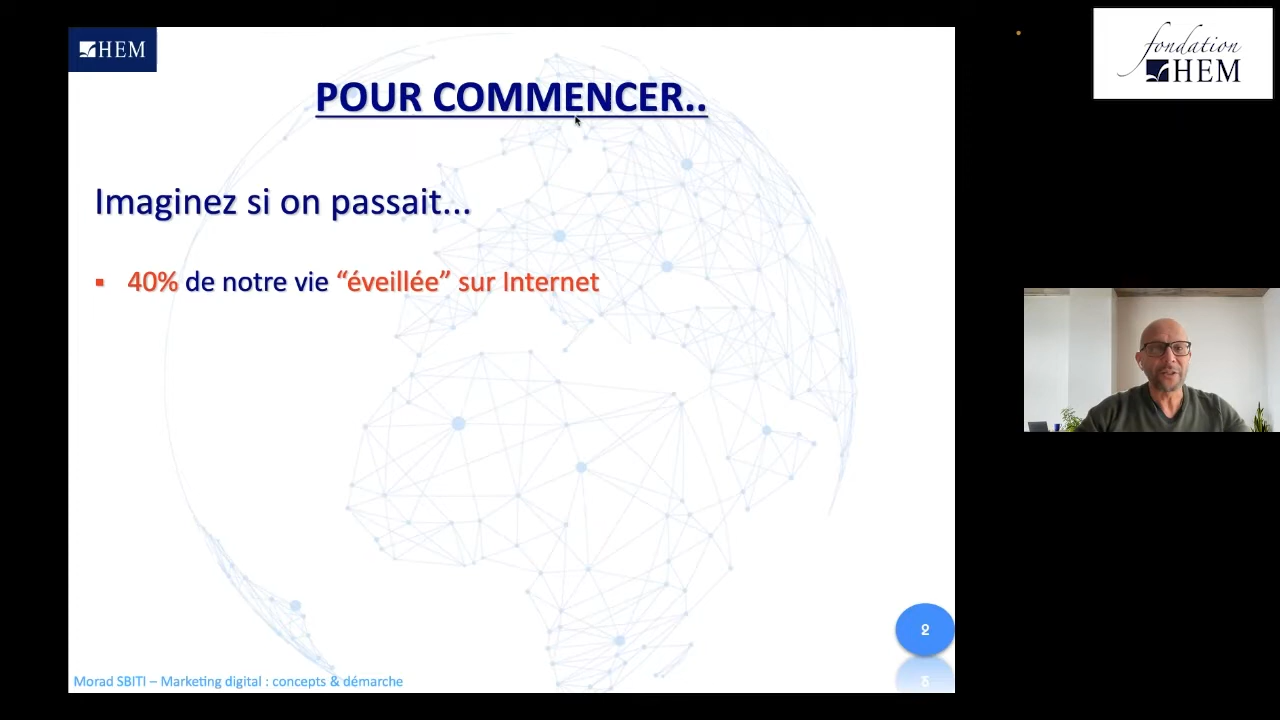 HEM
fondation
HEM
POUR COMMENCER..
Imaginez si on passait...
▪ 40% de notre vie “éveillée” sur Internet
2
Morad SBITI – Marketing digital : concepts & démarche